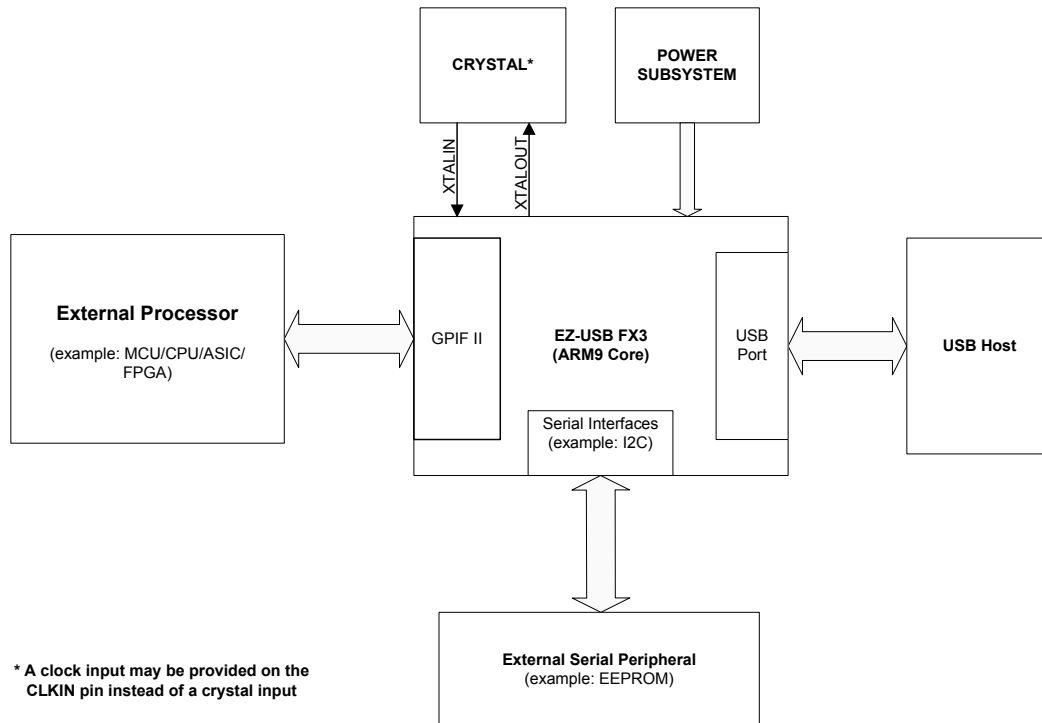 CRYSTAL*
POWER
SUBSYSTEM
XTALIN
XTALOUT
External Processor
(example: MCU/CPU/ASIC/
FPGA)
GPIF II
EZ-USB FX3
(ARM9 Core)
USB
Port
USB Host
Serial Interfaces
(example: I2C)
External Serial Peripheral
(example: EEPROM)
* A clock input may be provided on the
CLKIN pin instead of a crystal input